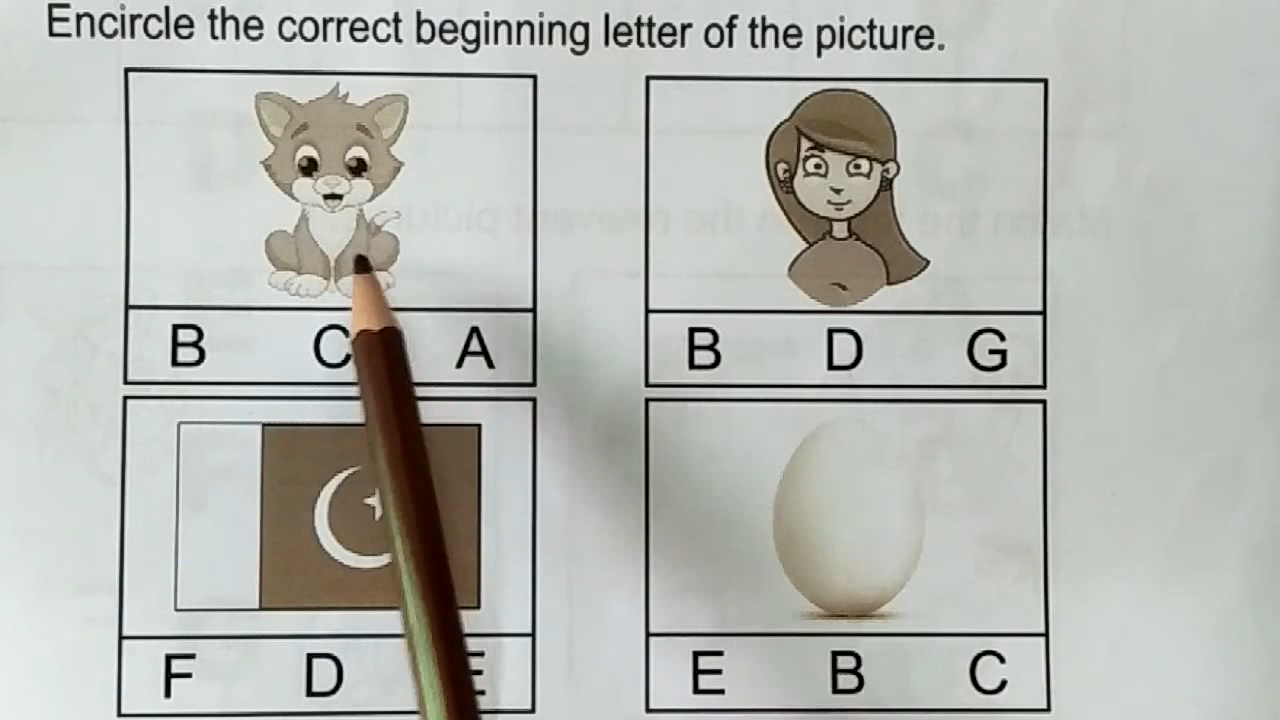 Encircle the correct beginning letter of the picture.
B C A
B D G
F D E
E B C